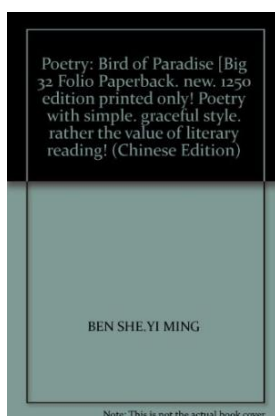 Poetry: Bird of Paradise [Big
32 Folio Paperback. new. 1250
edition printed only! Poetry
with simple. graceful style.
rather the value of literary
reading! (Chinese Edition)
BEN SHE.YI MING
Note: This is not the actual book cover